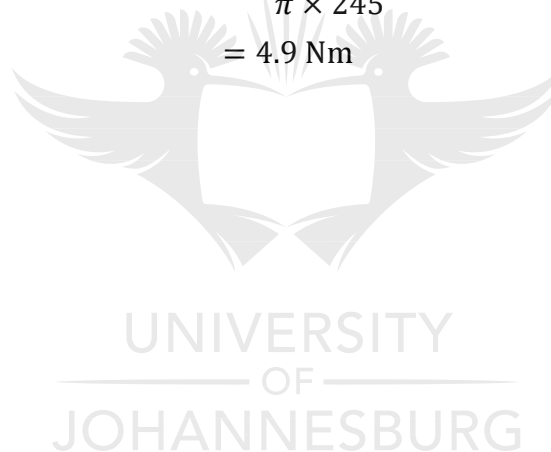 π × 245
= 4.9 Nm
UNIVERSITY
OF
JOHANNESBURG